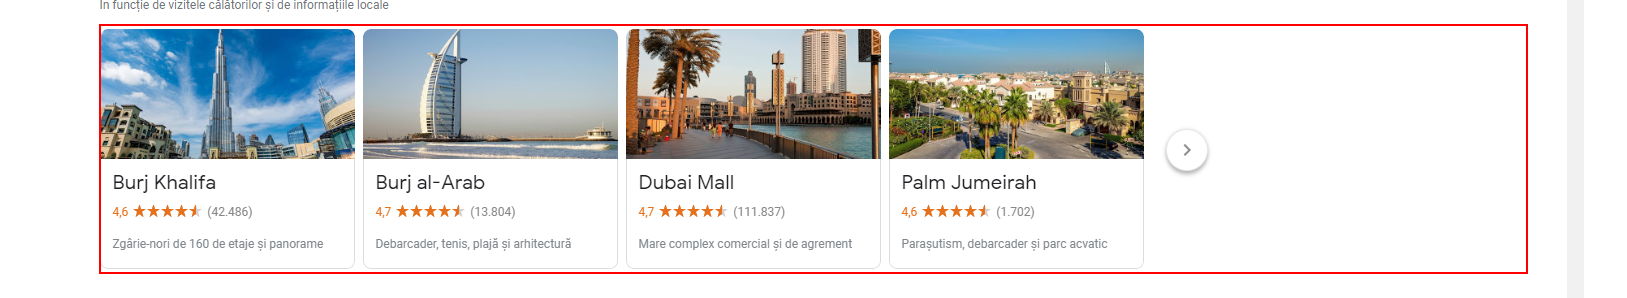 În funcție de vizitele călătorilor și de informațiile locale
Burj Khalifa
4,6 (42.486)
Zgârie-nori de 160 de etaje și panorame
Burj al-Arab
4,7 (13.804)
Debarcader, tenis, plajă și arhitectură
Dubai Mall
4,7 (111.837)
Mare complex comercial și de agrement
Palm Jumeirah
4,6 (1.702)
Parașutism, debarcader și parc acvatic